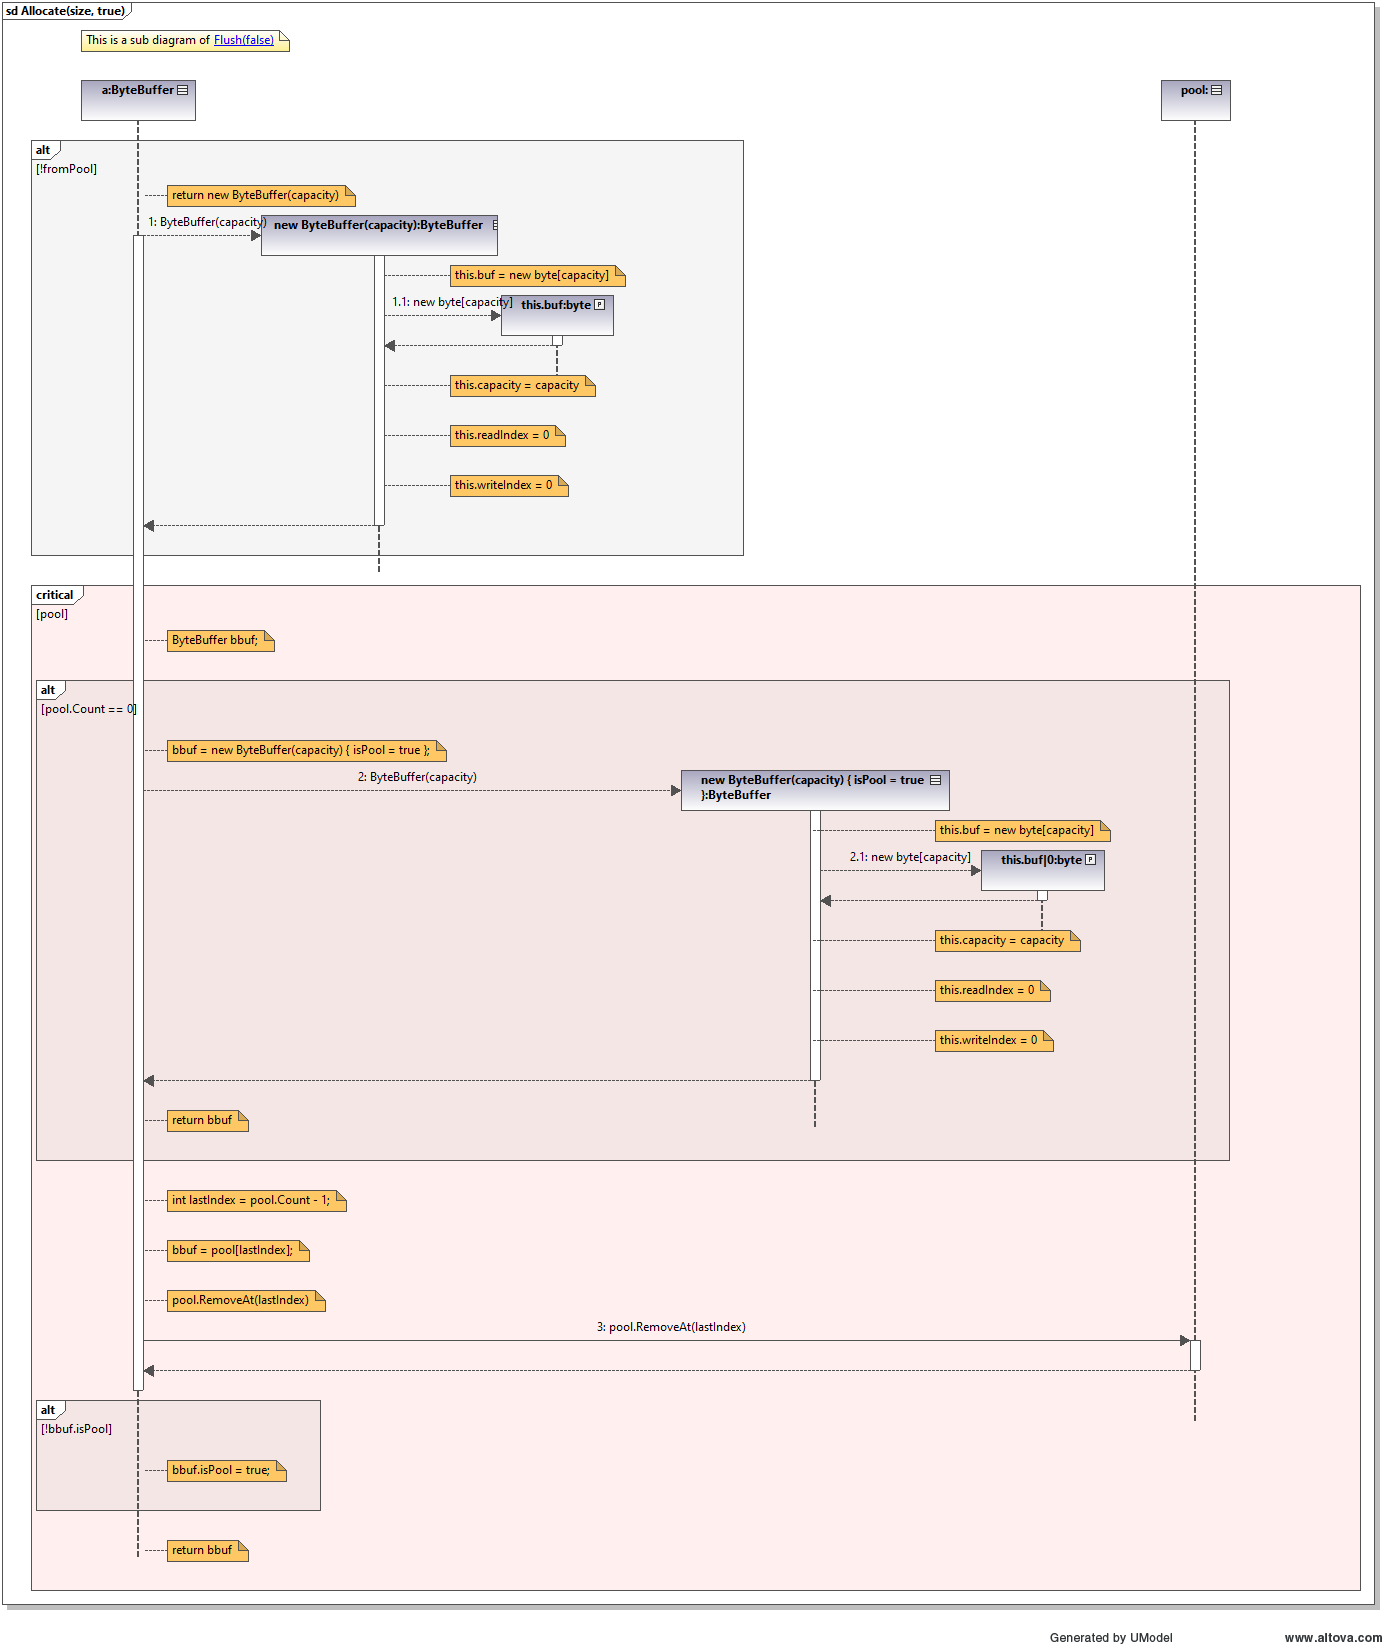 sd Allocate(size, true)
This is a sub diagram of Flush(false)
a:ByteBuffer
pool:
alt
[!fromPool]
return new ByteBuffer(capacity)
1: ByteBuffer(capacity)
new ByteBuffer(capacity):ByteBuffer
this.buf = new byte[capacity]
1.1: new byte[capacity]
this.buf:byte
P
this.capacity = capacity
this.readIndex = 0
this.writeIndex = 0
critical
[pool]
ByteBuffer bbuf;
alt
[pool.Count == 0]
bbuf = new ByteBuffer(capacity) { isPool = true };
2: ByteBuffer(capacity)
new ByteBuffer(capacity) { isPool = true
}:ByteBuffer
this.buf = new byte[capacity]
2.1: new byte[capacity]
this.buf|0:byte
P
this.capacity = capacity
this.readIndex = 0
this.writeIndex = 0
return bbuf
int lastIndex = pool.Count - 1;
bbuf = pool[lastIndex];
pool.RemoveAt(lastIndex)
3: pool.RemoveAt(lastIndex)
alt
[!bbuf.isPool]
bbuf.isPool = true;
return bbuf
Generated by UModel
www.altova.com